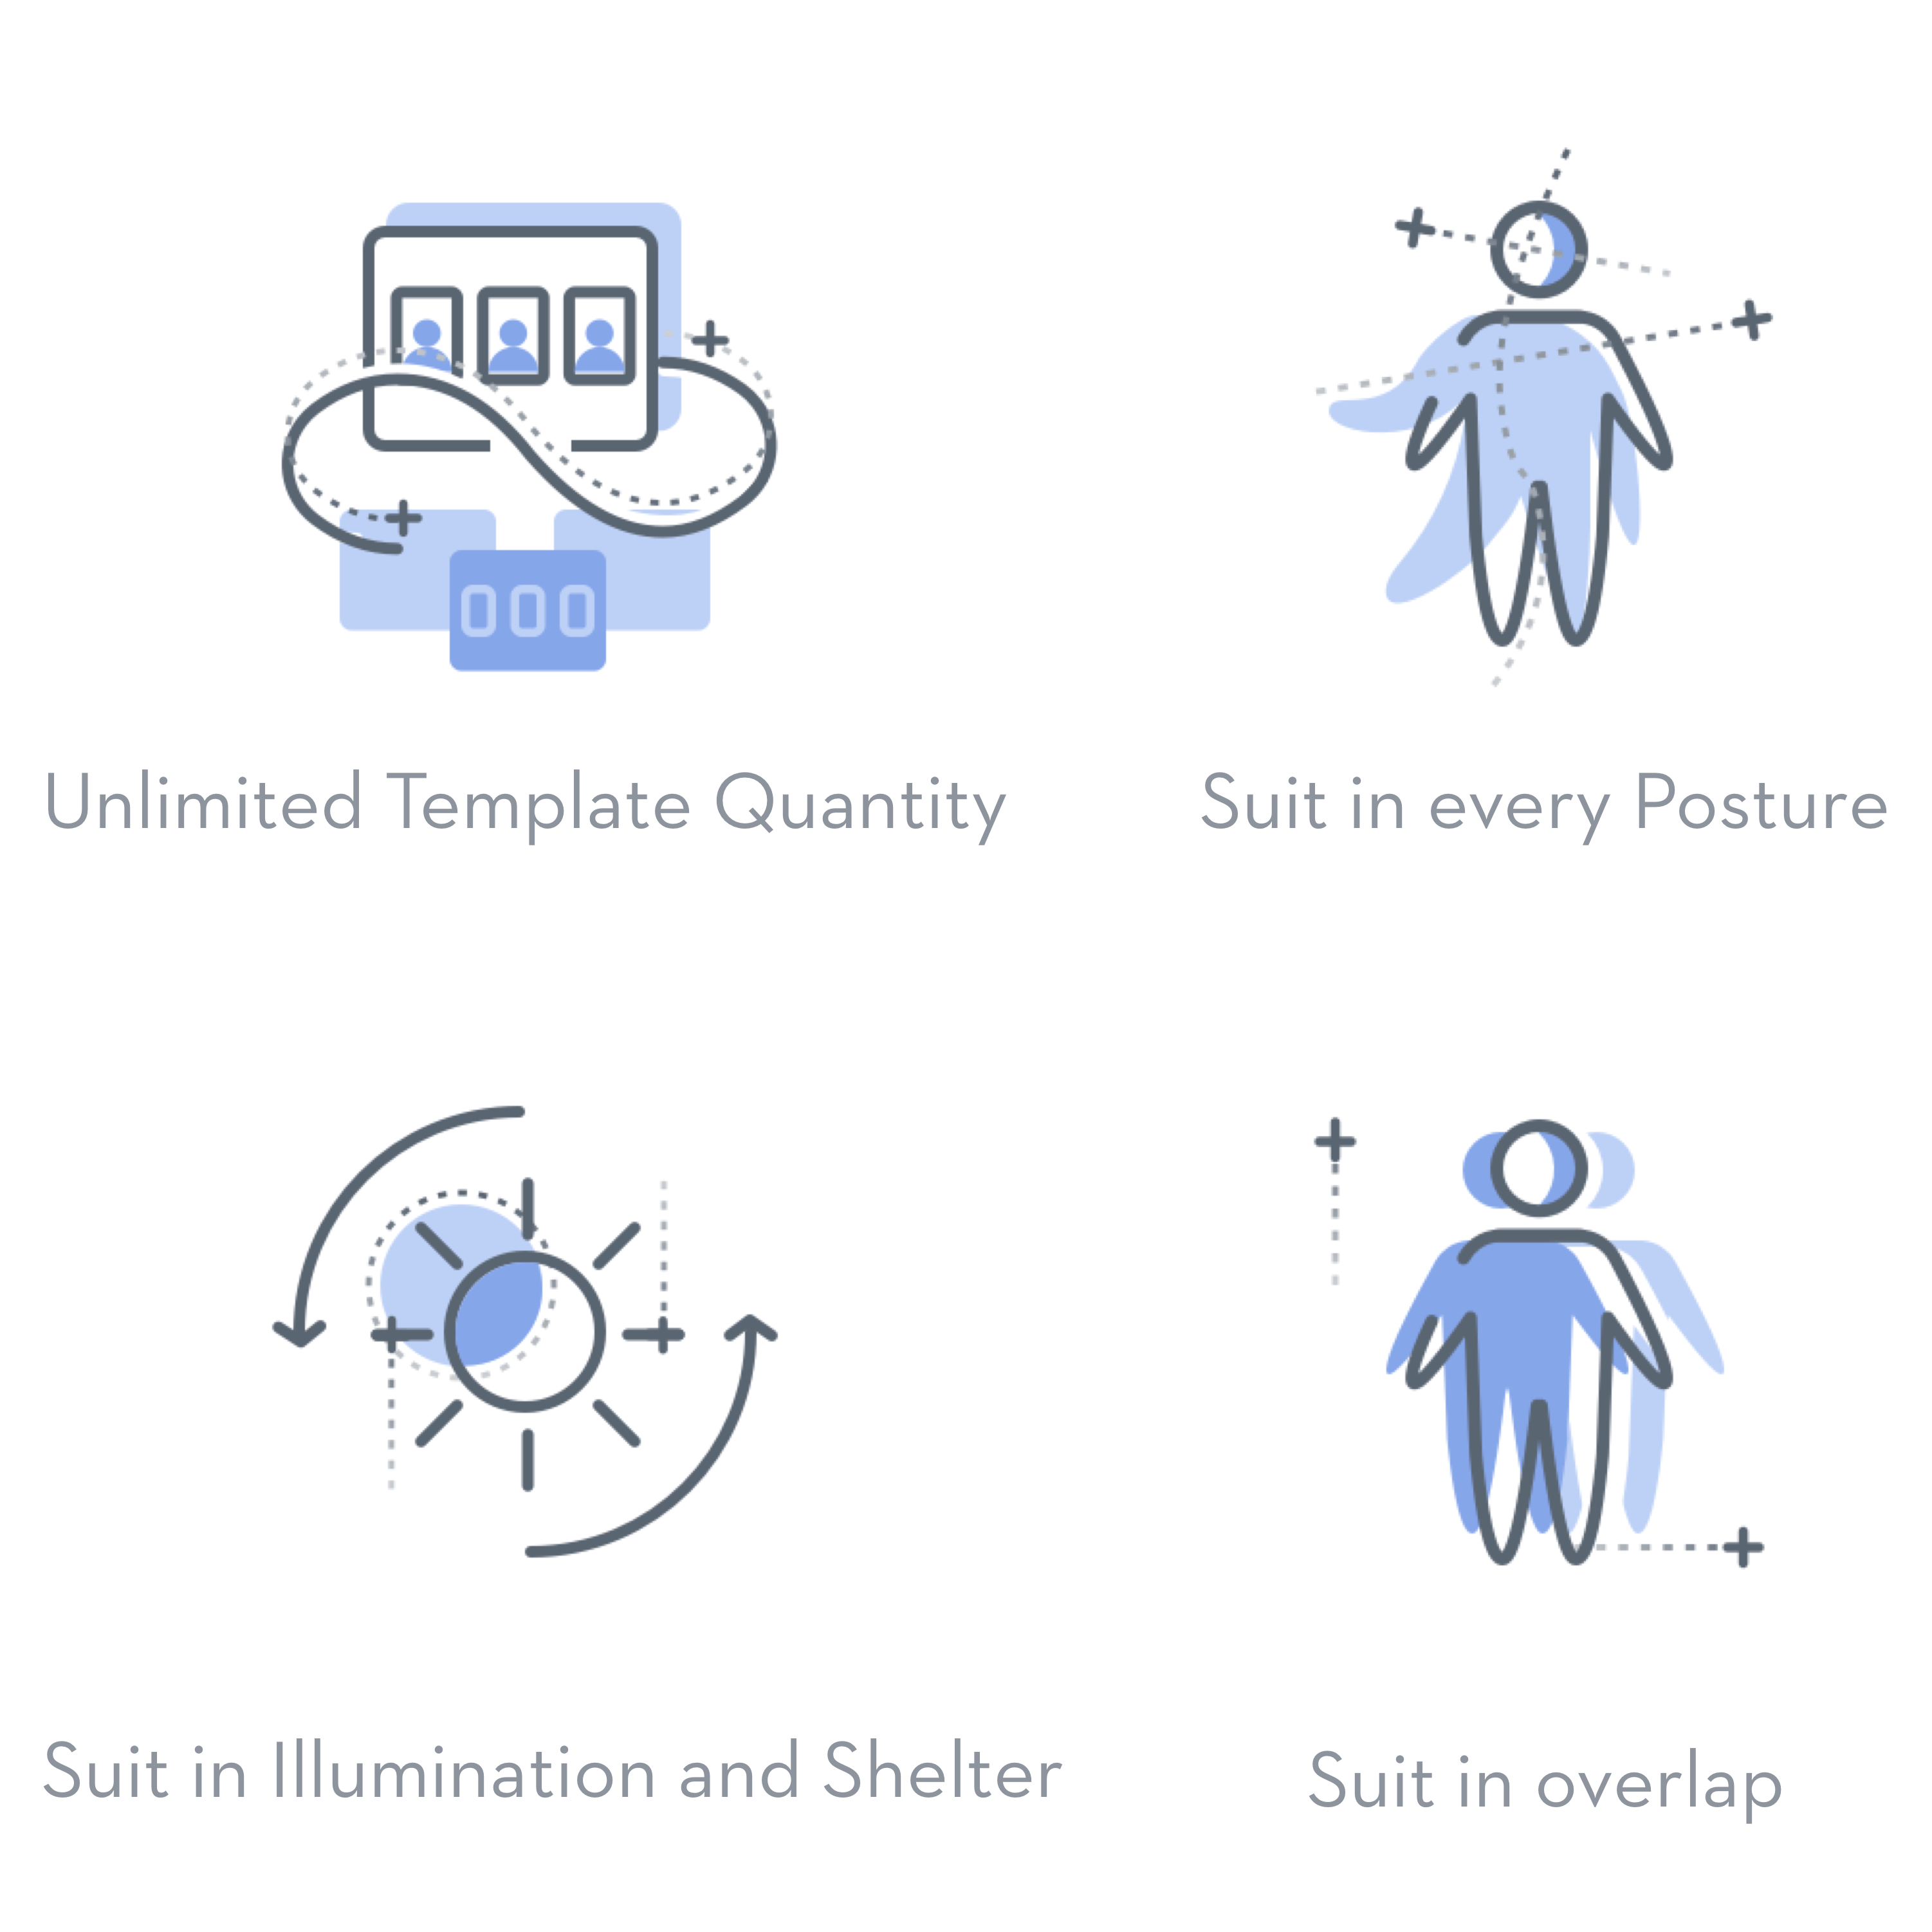 Unlimited Template Quantity
Suit in every Posture
Suit in Illumination and Shelter
Suit in overlap